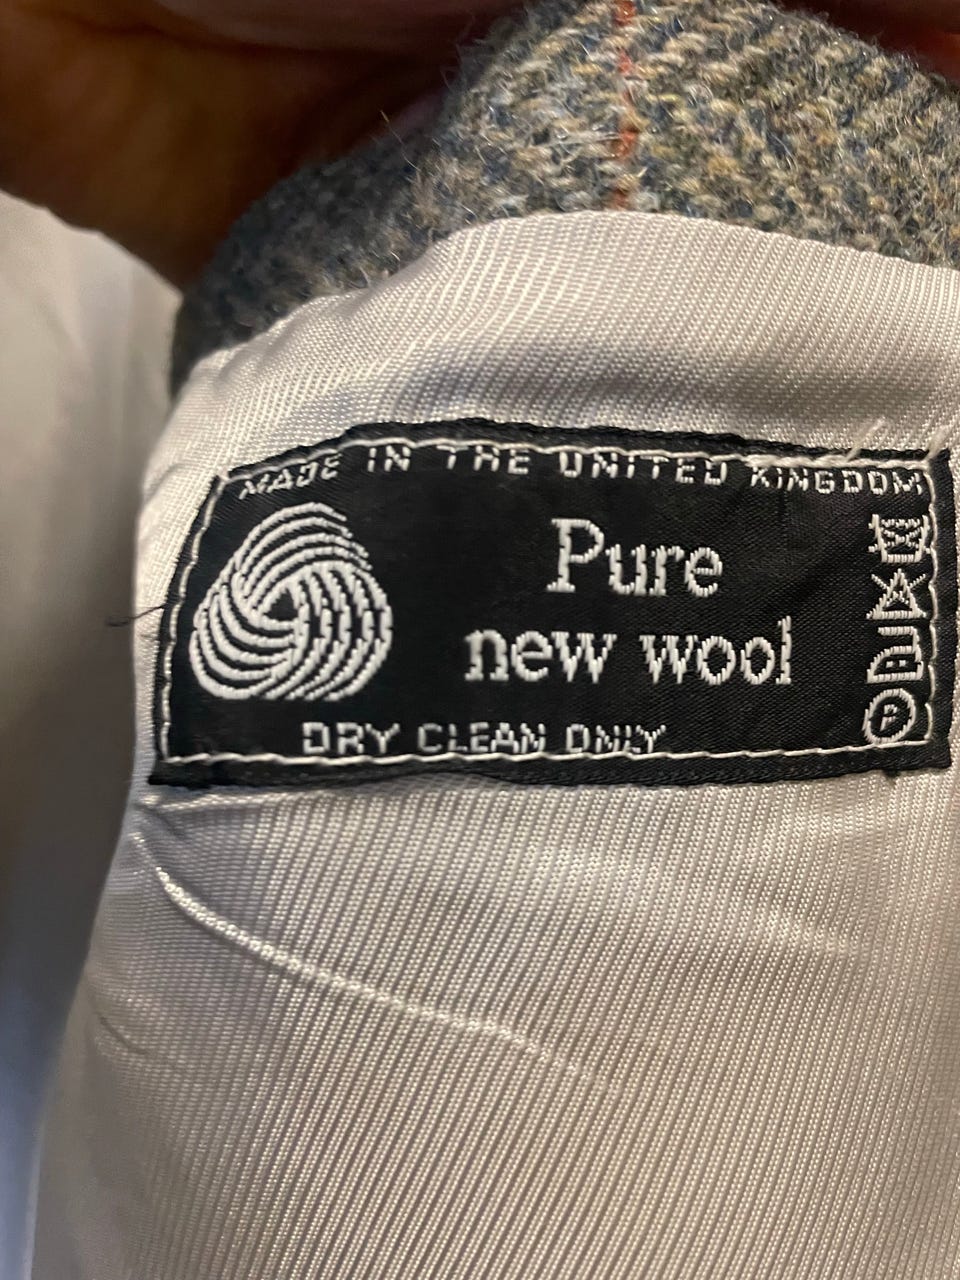 MADE IN THE UNITED KINGDOM
Pure
new wool
DRY CLEAN ONLY
P